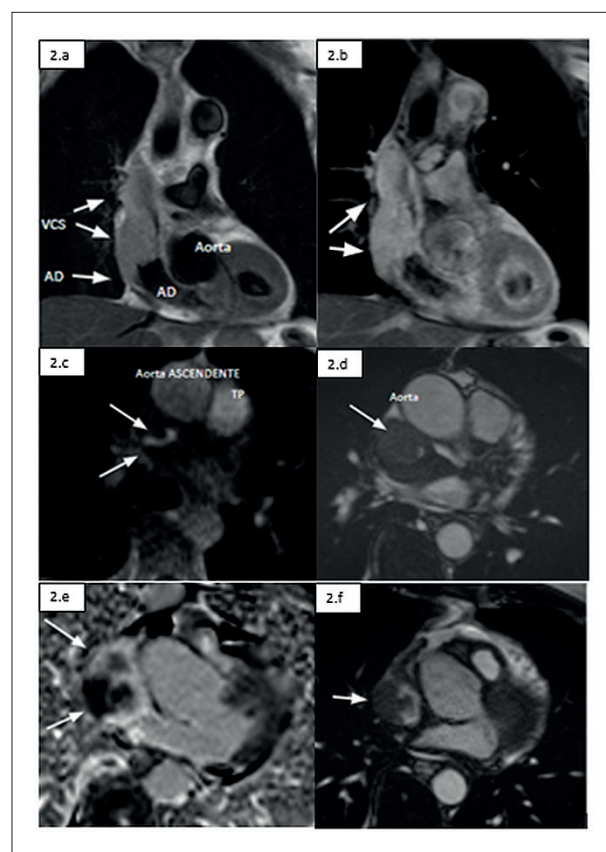 2.a
2.b
VCS
Aorta
AD
AD
2.c
2.d
Aorta ASCENDENTE
TP
Aorta
2.e
2.f